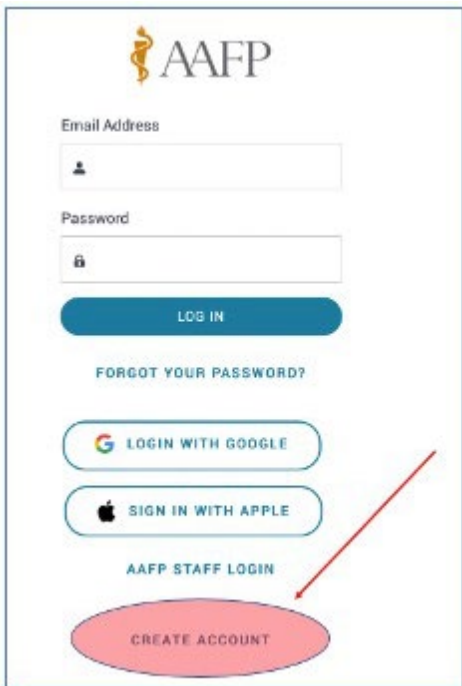 AAFP
Email Address
Password
LOG IN
FORGOT YOUR PASSWORD?
LOGIN WITH GOOGLE
SIGN IN WITH APPLE
AAFP STAFF LOGIN
CREATE ACCOUNT